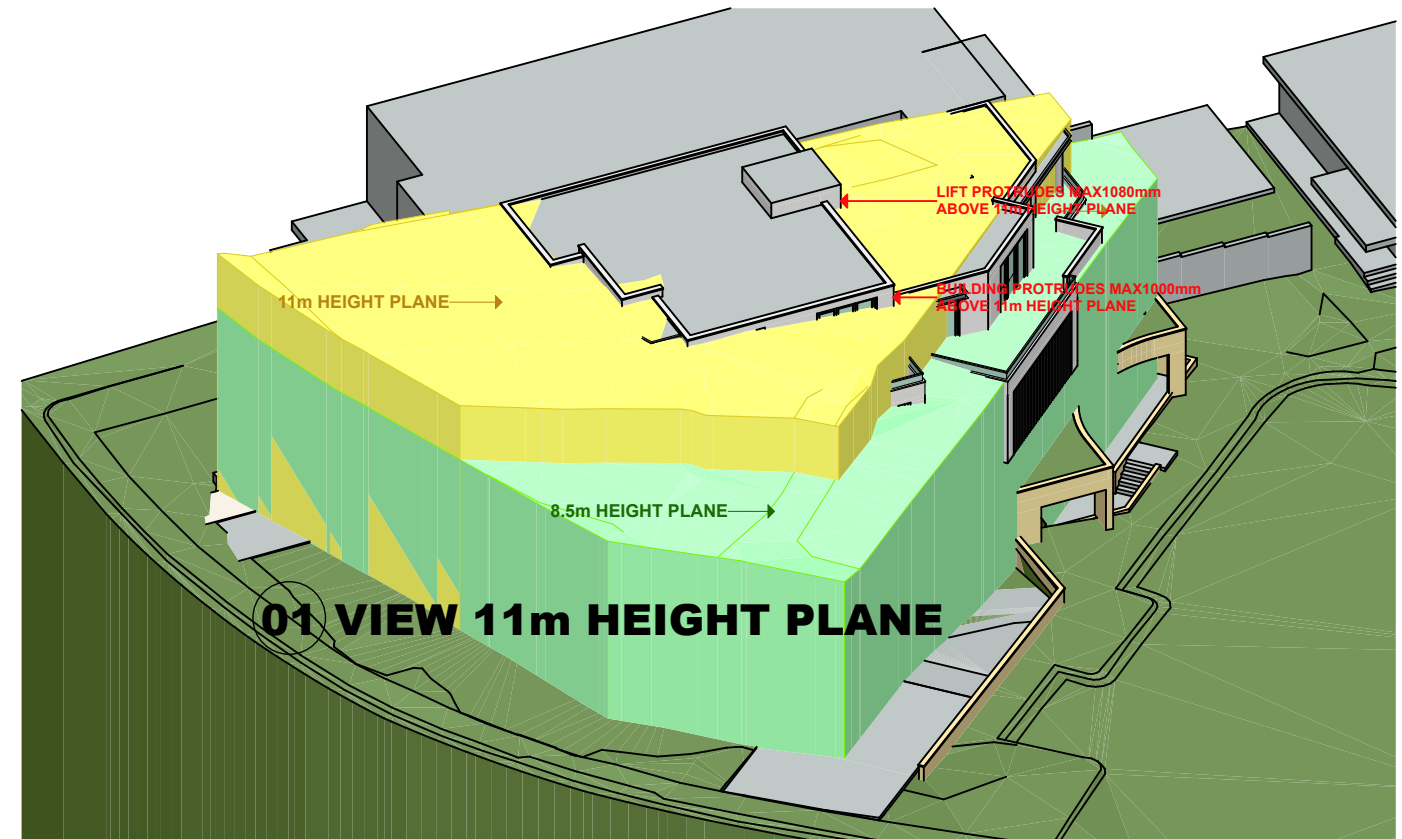 LIFT PROTRUDES MAX1080mm
ABOVE 11m HEIGHT PLANE
11m HEIGHT PLANE
BUILDING PROTRUDES MAX1000mm
ABOVE 11m HEIGHT PLANE
8.5m HEIGHT PLANE
01 VIEW 11m HEIGHT PLANE